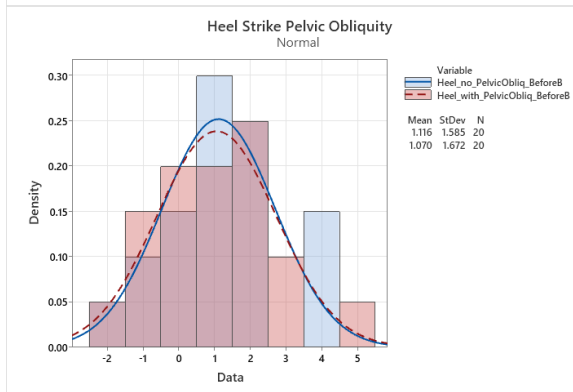 Heel Strike Pelvic Obliquity
Normal
Variable
Heel_no_PelvicObliq_BeforeB
Heel_with_PelvicObliq_BeforeB
Mean StDev N
1.116 1.585 20
1.070 1.672 20
Density
0.30
0.25
0.20
0.15
0.10
0.05
0.00
-2 -1 0 1 2 3 4 5
Data